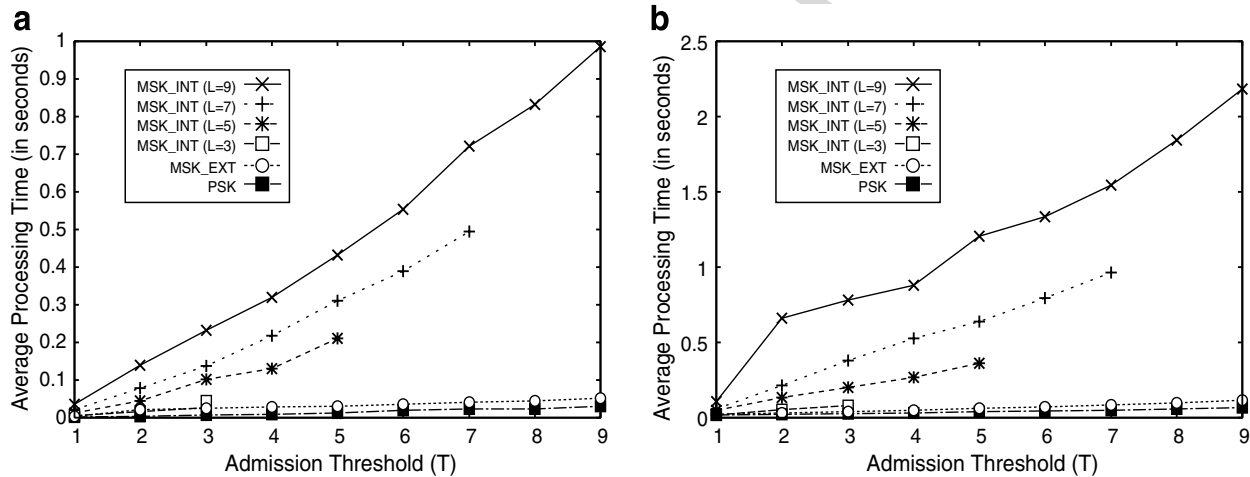 a
Average Processing Time (in seconds)
1
0.9
0.8
0.7
0.6
0.5
0.4
0.3
0.2
0.1
0
MSK_INT (L=9)
MSK_INT (L=7)
MSK_INT (L=5)
MSK_INT (L=3)
MSK_EXT
PSK
1 2 3 4 5 6 7 8 9
Admission Threshold (T)
b
Average Processing Time (in seconds)
2.5
2
1.5
1
0.5
0
MSK_INT (L=9)
MSK_INT (L=7)
MSK_INT (L=5)
MSK_INT (L=3)
MSK_EXT
PSK
1 2 3 4 5 6 7 8 9
Admission Threshold (T)